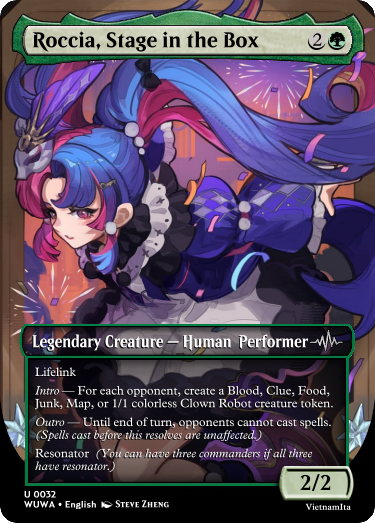 Roccia, Stage in the Box 2
Legendary Creature — Human Performer
Lifelink
Intro — For each opponent, create a Blood, Clue, Food,
Junk, Map, or 1/1 colorless Clown Robot creature token.
Outro — Until end of turn, opponents cannot cast spells.
(Spells cast before this resolves are unaffected.)
Resonator (You can have three commanders if all three
have resonator.)
2/2
U 0032
WUWA • English STEVE ZHENG
VietnamIta